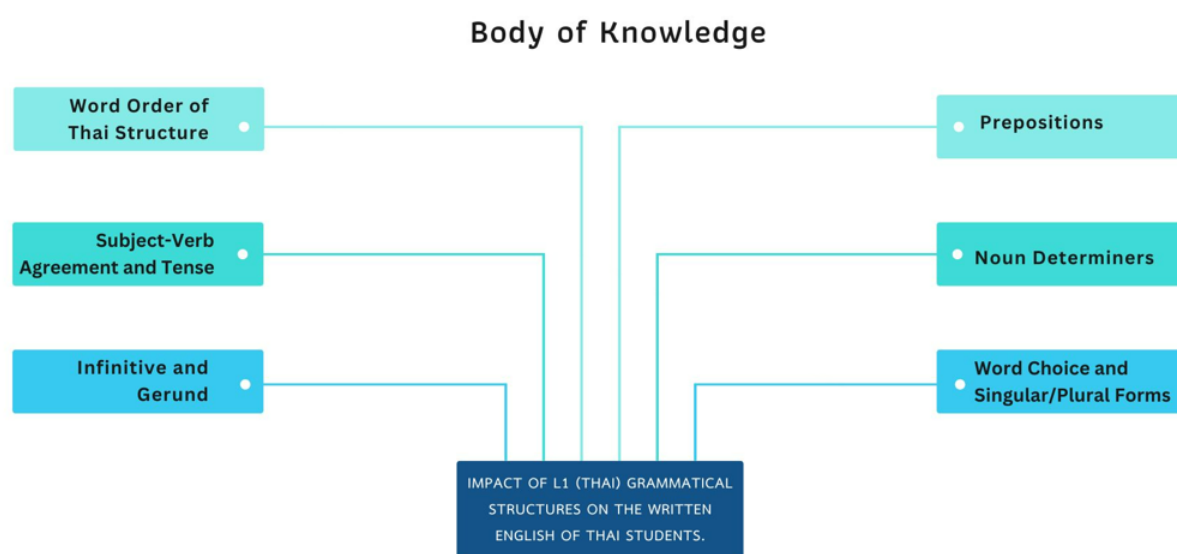 Body of Knowledge
Word Order of
Thai Structure
Subject-Verb
Agreement and Tense
Infinitive and
Gerund
Prepositions
Noun Determiners
Word Choice and
Singular/Plural Forms
IMPACT OF L1 (THAI) GRAMMATICAL
STRUCTURES ON THE WRITTEN
ENGLISH OF THAI STUDENTS.